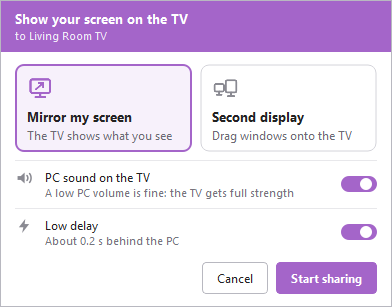 Show your screen on the TV
to Living Room TV
Mirror my screen
The TV shows what you see
Second display
Drag windows onto the TV
PC sound on the TV
A low PC volume is fine: the TV gets full strength
Low delay
About 0.2 s behind the PC
Cancel
Start sharing